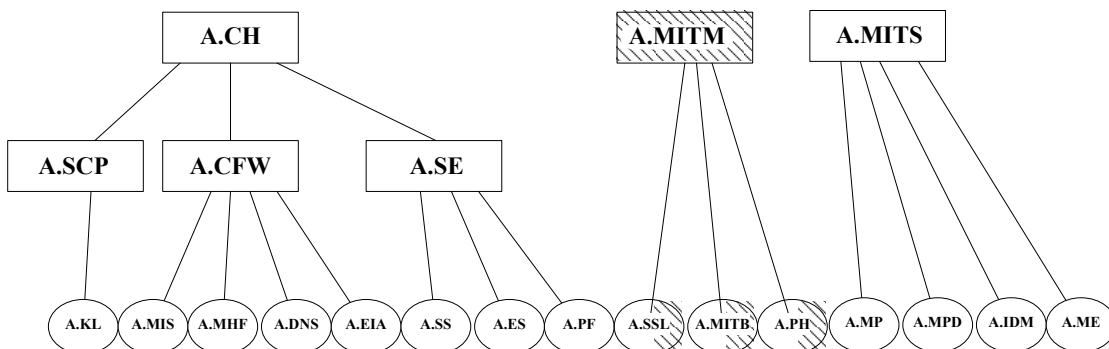 A.CH
A.MITM
A.MITS
A.SCP
A.CFW
A.SE
A.KL
A.MIS
A.MHF
A.DNS
A.EIA
A.SS
A.ES
A.PF
A.SSL
A.MITB
A.PH
A.MP
A.MPD
A.IDM
A.ME